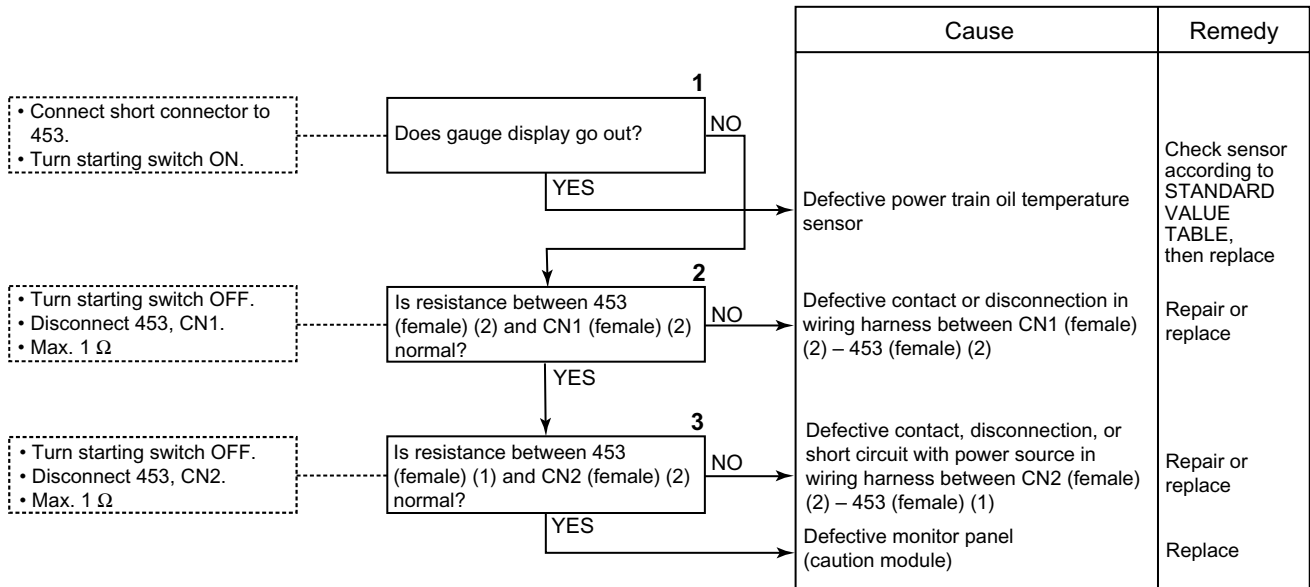 Cause
Remedy
• Connect short connector to
453.
• Turn starting switch ON.
1
Does gauge display go out?
NO
YES
Defective power train oil temperature
sensor
Check sensor
according to
STANDARD
VALUE
TABLE,
then replace
• Turn starting switch OFF.
• Disconnect 453, CN1.
• Max. 1 Ω
2
Is resistance between 453
(female) (2) and CN1 (female) (2)
normal?
NO
YES
Defective contact or disconnection in
wiring harness between CN1 (female)
(2) – 453 (female) (2)
Repair or
replace
• Turn starting switch OFF.
• Disconnect 453, CN2.
• Max. 1 Ω
3
Is resistance between 453
(female) (1) and CN2 (female) (2)
normal?
NO
YES
Defective contact, disconnection, or
short circuit with power source in
wiring harness between CN2 (female)
(2) – 453 (female) (1)
Repair or
replace
Defective monitor panel
(caution module)
Replace